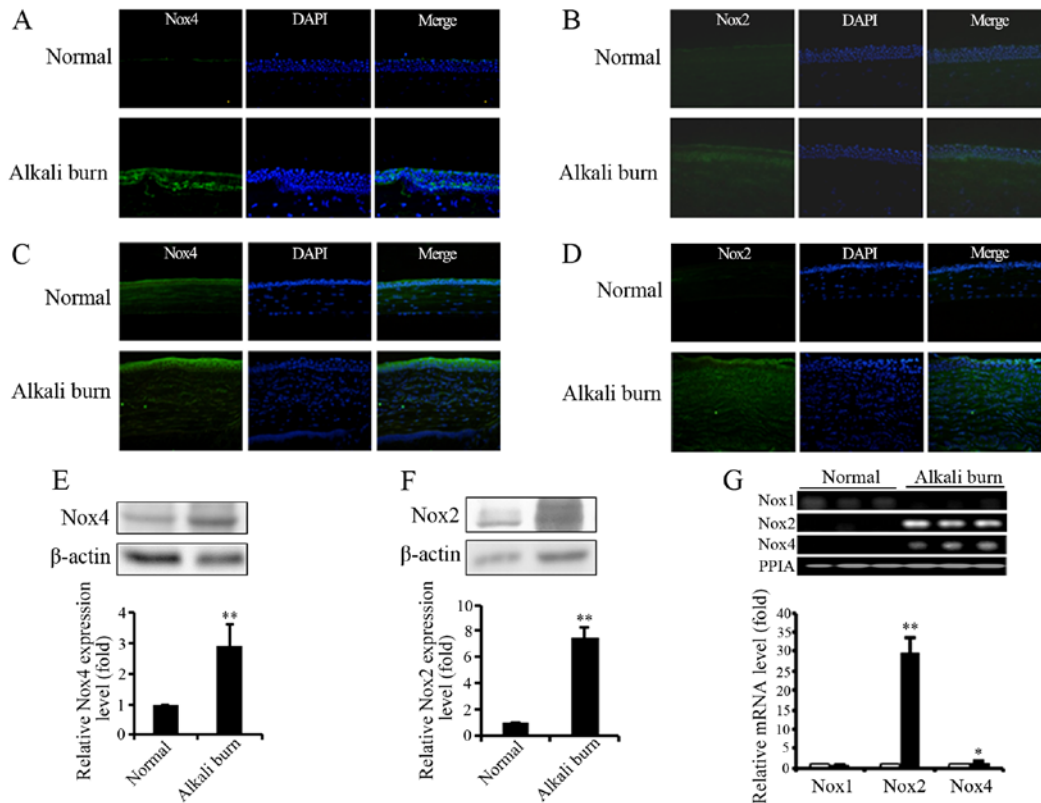 A
Nox4 DAPI Merge
Normal
Alkali burn
B
Nox2 DAPI Merge
Normal
Alkali burn
C
Nox4 DAPI Merge
Normal
Alkali burn
D
Nox2 DAPI Merge
Normal
Alkali burn
E
Nox4
β-actin
Relative Nox4 expression
level (fold)
4
3
2
1
0
**
Normal Alkali burn
F
Nox2
β-actin
Relative Nox2 expression
level (fold)
10
8
6
4
2
0
**
Normal Alkali burn
G
Normal Alkali burn
Nox1
Nox2
Nox4
PPIA
Relative mRNA level (fold)
40
35
30
25
20
15
10
5
0
**
*
Nox1 Nox2 Nox4